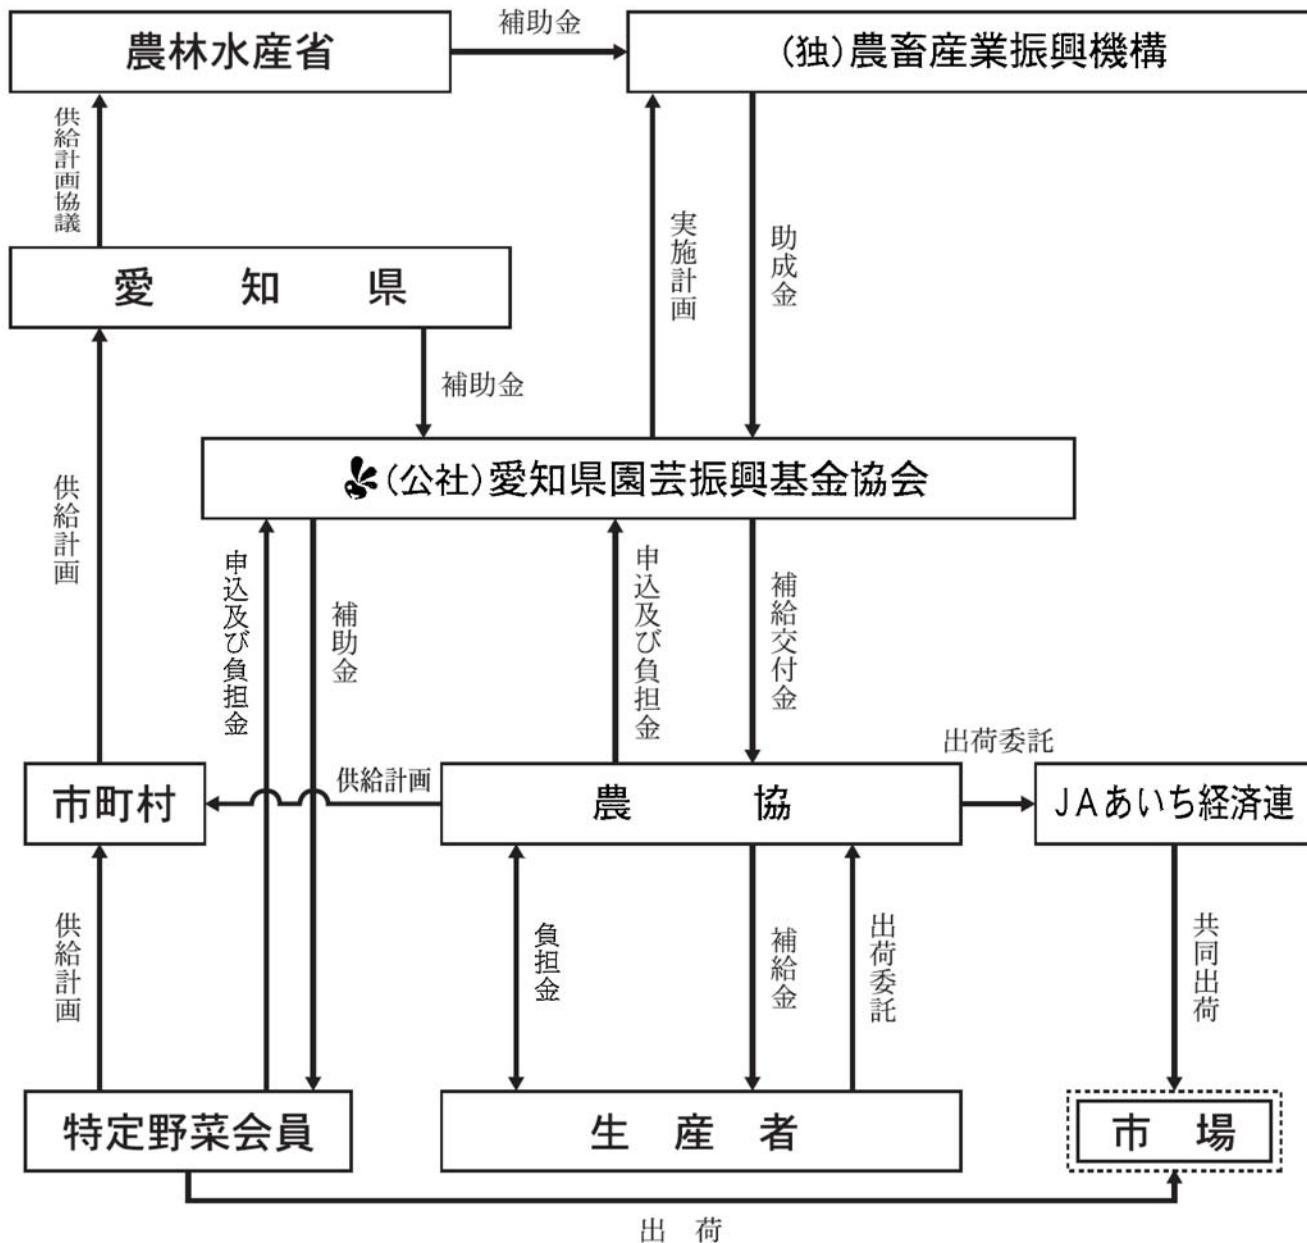 補助金
農林水産省
(独)農畜産業振興機構
供給計画協議
実施計画
助成金
愛知県
補助金
(公社)愛知県園芸振興基金協会
供給計画
申込及び負担金
補助金
申込及び負担金
補給交付金
出荷委託
供給計画
市町村
農協
JAあいち経済連
供給計画
負担金
補給金
出荷委託
共同出荷
特定野菜会員
生産者
市場
出荷